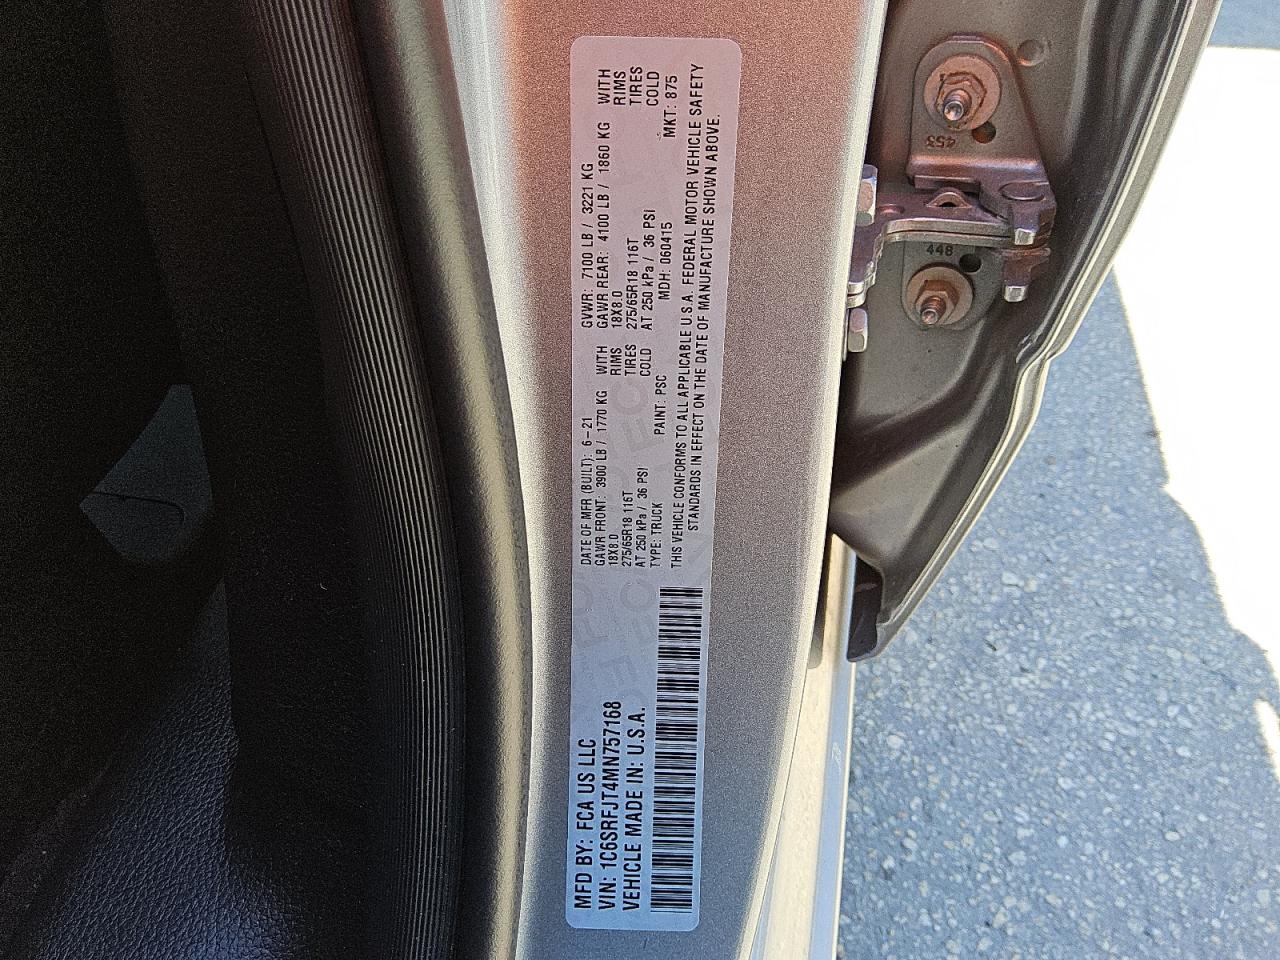 MFD BY: FCA US LLC
VIN: 1C6SRFJT4MN757168
VEHICLE MADE IN: U.S.A.
DATE OF MFR (BUILT): 6-21 GVWR: 7100 LB / 3221 KG
GAWR FRONT: 3900 LB / 1770 KG WITH GAWR REAR: 4100 LB / 1860 KG WITH
18X8.0 RIMS 18X8.0 RIMS
275/65R18 116T TIRES 275/65R18 116T TIRES
AT 250 kPa / 36 PSI COLD AT 250 kPa / 36 PSI COLD
TYPE: TRUCK PAINT: PSC MDH: 060415 MKT: 875
THIS VEHICLE CONFORMS TO ALL APPLICABLE U.S.A. FEDERAL MOTOR VEHICLE SAFETY
STANDARDS IN EFFECT ON THE DATE OF MANUFACTURE SHOWN ABOVE.
453
448